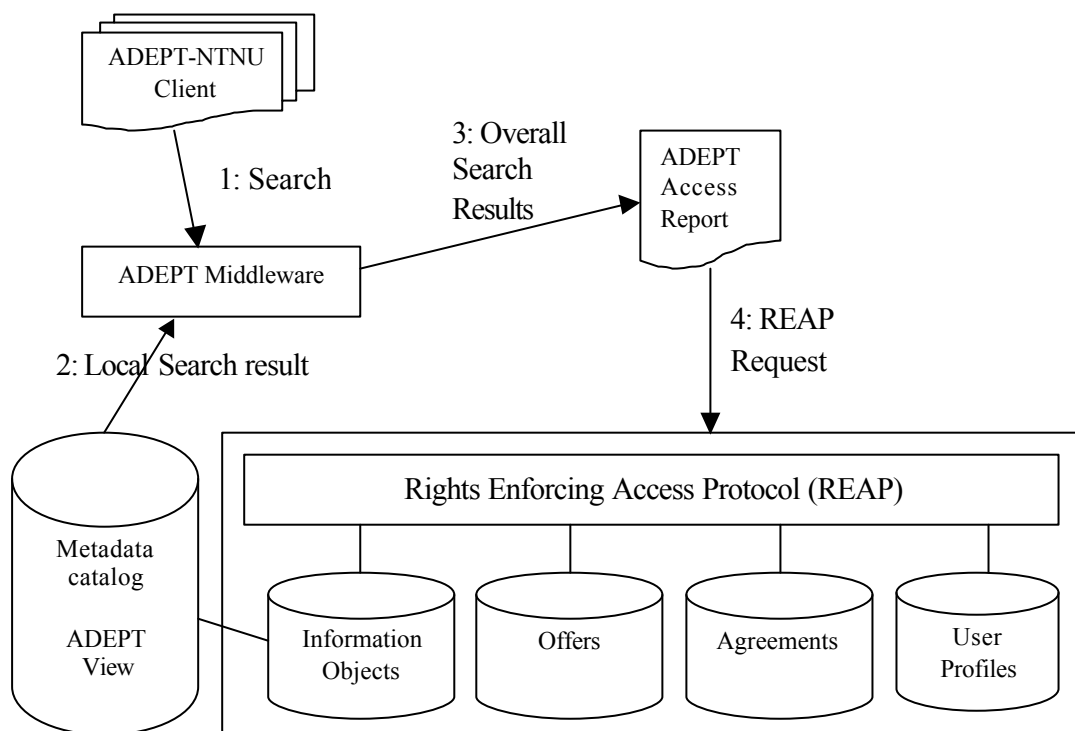 ADEPT-NTNU
Client
3: Overall
Search
Results
ADEPT
Access
Report
1: Search
ADEPT Middleware
4: REAP
Request
2: Local Search result
Rights Enforcing Access Protocol (REAP)
Metadata
catalog
ADEPT
View
Information
Objects
Offers
Agreements
User
Profiles